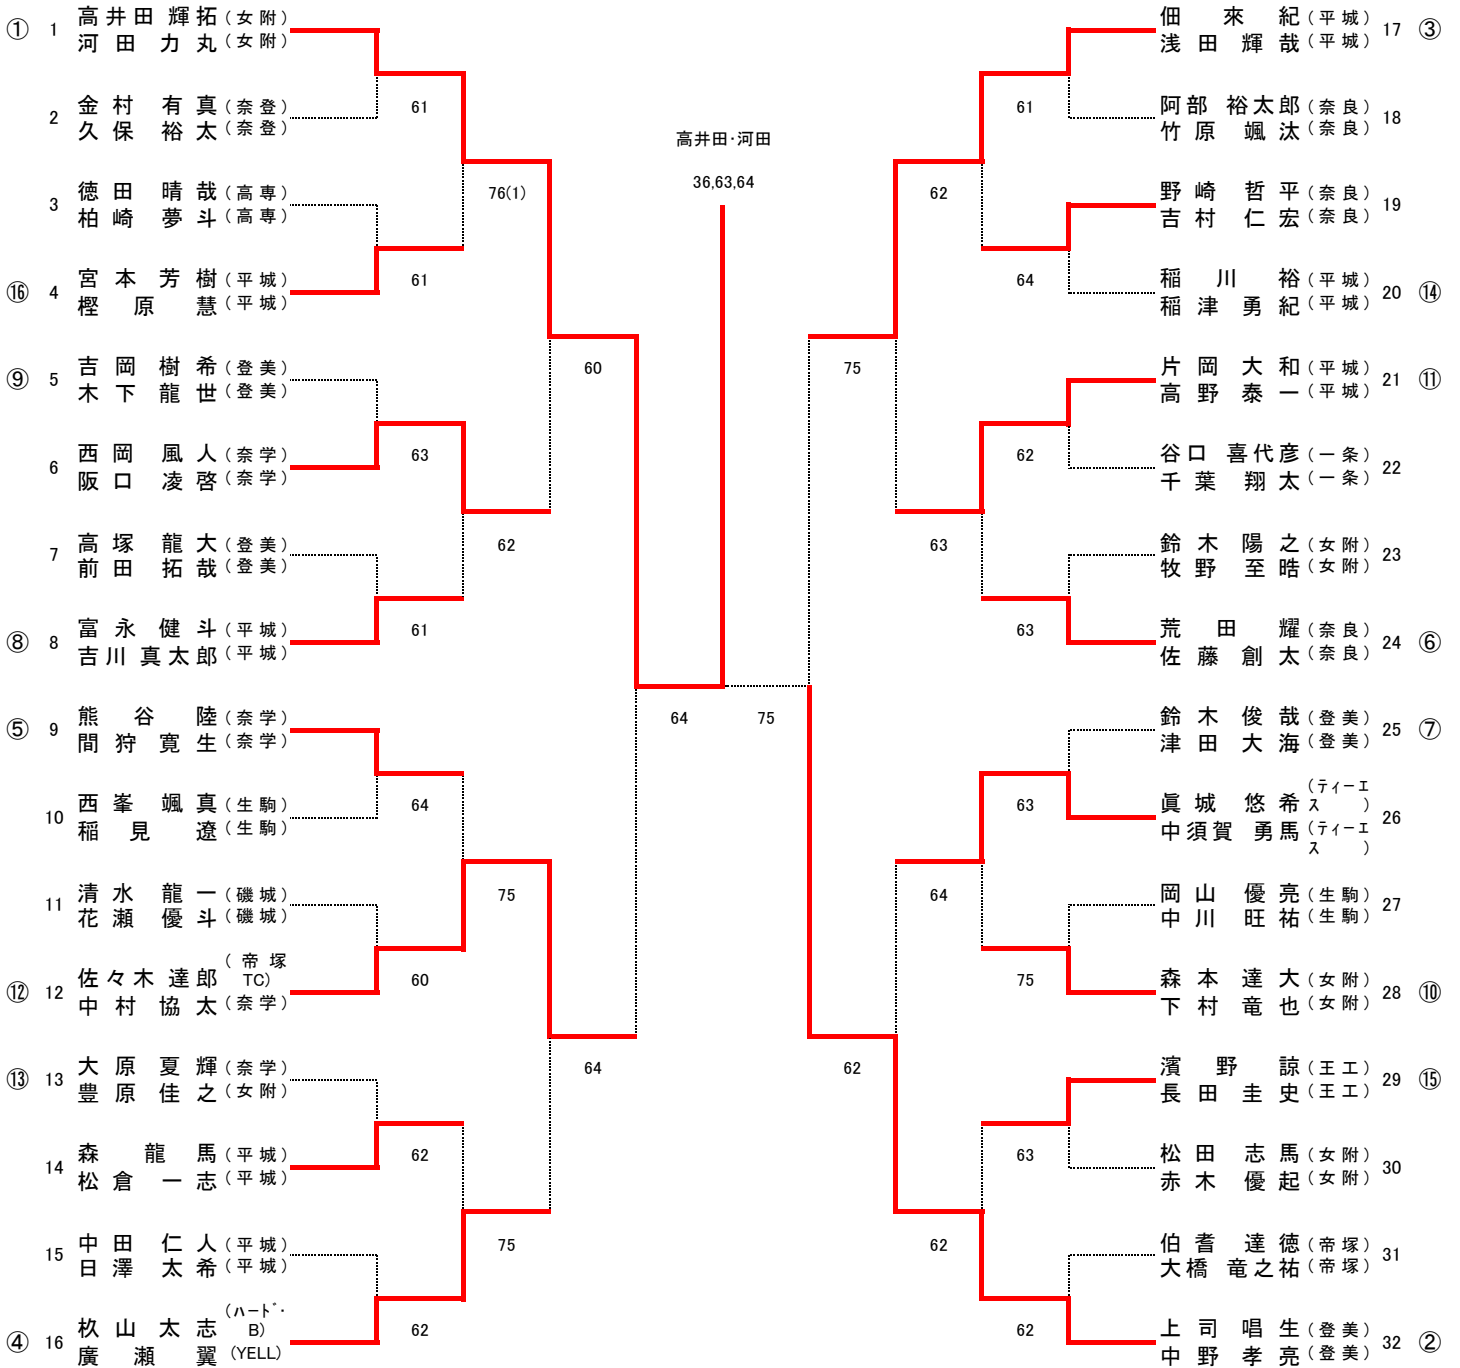 ① 1 高井田 輝拓 (女附)
河田 力丸 (女附)
2 金村 有真 (奈登)
久保 裕太 (奈登)
61
3 徳田 晴哉 (高専)
柏崎 夢斗 (高専)
76(1)
⑯ 4 宮本 芳樹 (平城)
樫原 慧 (平城)
61
⑨ 5 吉岡 樹希 (登美)
木下 龍世 (登美)
60
6 西岡 風人 (奈学)
阪口 凌啓 (奈学)
63
7 高塚 龍大 (登美)
前田 拓哉 (登美)
62
⑧ 8 富永 健斗 (平城)
吉川 真太郎 (平城)
61
⑤ 9 熊谷 陸 (奈学)
間狩 寛生 (奈学)
64
10 西峯 颯真 (生駒)
稲見 遼 (生駒)
64
11 清水 龍一 (磯城)
花瀬 優斗 (磯城)
75
⑫ 12 佐々木 達郎 (帝塚TC)
中村 協太 (奈学)
60
⑬ 13 大原 夏輝 (奈学)
豊原 佳之 (女附)
64
14 森 龍馬 (平城)
松倉 一志 (平城)
62
15 中田 仁人 (平城)
日澤 太希 (平城)
75
④ 16 杦山 太志 (ハード・B)
廣瀬 翼 (YELL)
62
高井田・河田
36,63,64
佃 來紀 (平城) 17 ③
浅田 輝哉 (平城)
61
阿部 裕太郎 (奈良) 18
竹原 颯汰 (奈良)
62
野崎 哲平 (奈良) 19
吉村 仁宏 (奈良)
64
稲川 裕 (平城) 20 ⑭
稲津 勇紀 (平城)
75
片岡 大和 (平城) 21 ⑪
高野 泰一 (平城)
62
谷口 喜代彦 (一条) 22
千葉 翔太 (一条)
63
鈴木 陽之 (女附) 23
牧野 至晧 (女附)
63
荒田 耀 (奈良) 24 ⑥
佐藤 創太 (奈良)
75
鈴木 俊哉 (登美) 25 ⑦
津田 大海 (登美)
63
眞城 悠希 (ティーエス) 26
中須賀 勇馬 (ティーエス)
64
岡山 優亮 (生駒) 27
中川 旺祐 (生駒)
75
森本 達大 (女附) 28 ⑩
下村 竜也 (女附)
62
濱野 諒 (王工) 29 ⑮
長田 圭史 (王工)
63
松田 志馬 (女附) 30
赤木 優起 (女附)
62
伯耆 達徳 (帝塚) 31
大橋 竜之祐 (帝塚)
62
上司 唱生 (登美) 32 ②
中野 孝亮 (登美)